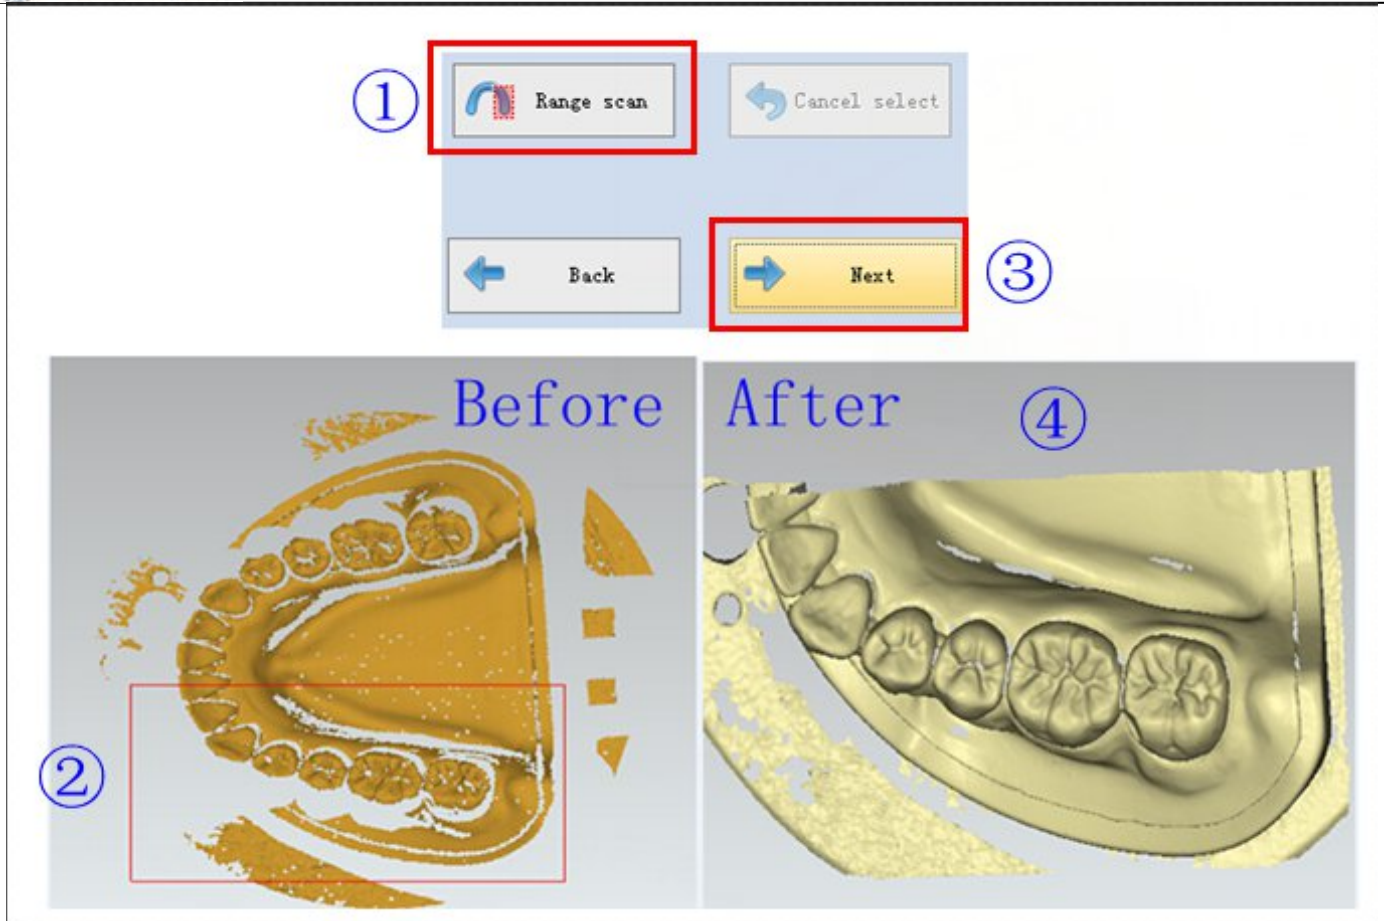 ① Range scan Cancel select
Back Next ③
Before After ④
②